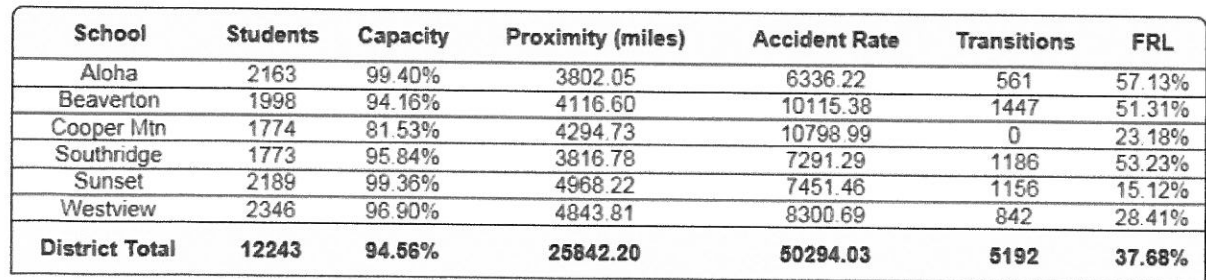 School Students Capacity Proximity (miles) Accident Rate Transitions FRL
Aloha 2163 99.40% 3802.05 6336.22 561 57.13%
Beaverton 1998 94.16% 4116.60 10115.38 1447 51.31%
Cooper Mtn 1774 81.53% 4294.73 10798.99 0 23.18%
Southridge 1773 95.84% 3816.78 7291.29 1186 53.23%
Sunset 2189 99.36% 4968.22 7451.46 1156 15.12%
Westview 2346 96.90% 4843.81 8300.69 842 28.41%
District Total 12243 94.56% 25842.20 50294.03 5192 37.68%